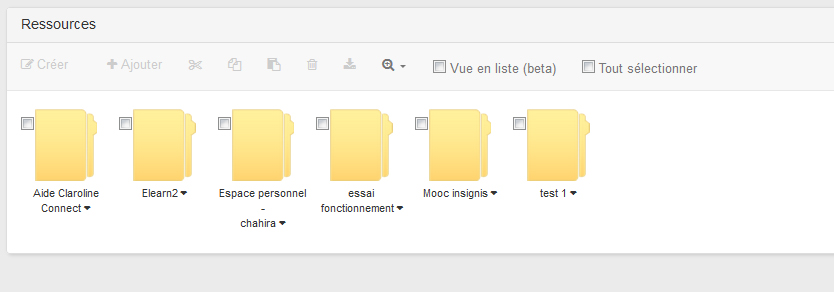 Ressources
Créer Ajouter Vue en liste (beta) Tout sélectionner
Aide Claroline
Connect
Elearn2
Espace personnel
-
chahira
essai
fonctionnement
Mooc insignis
test 1